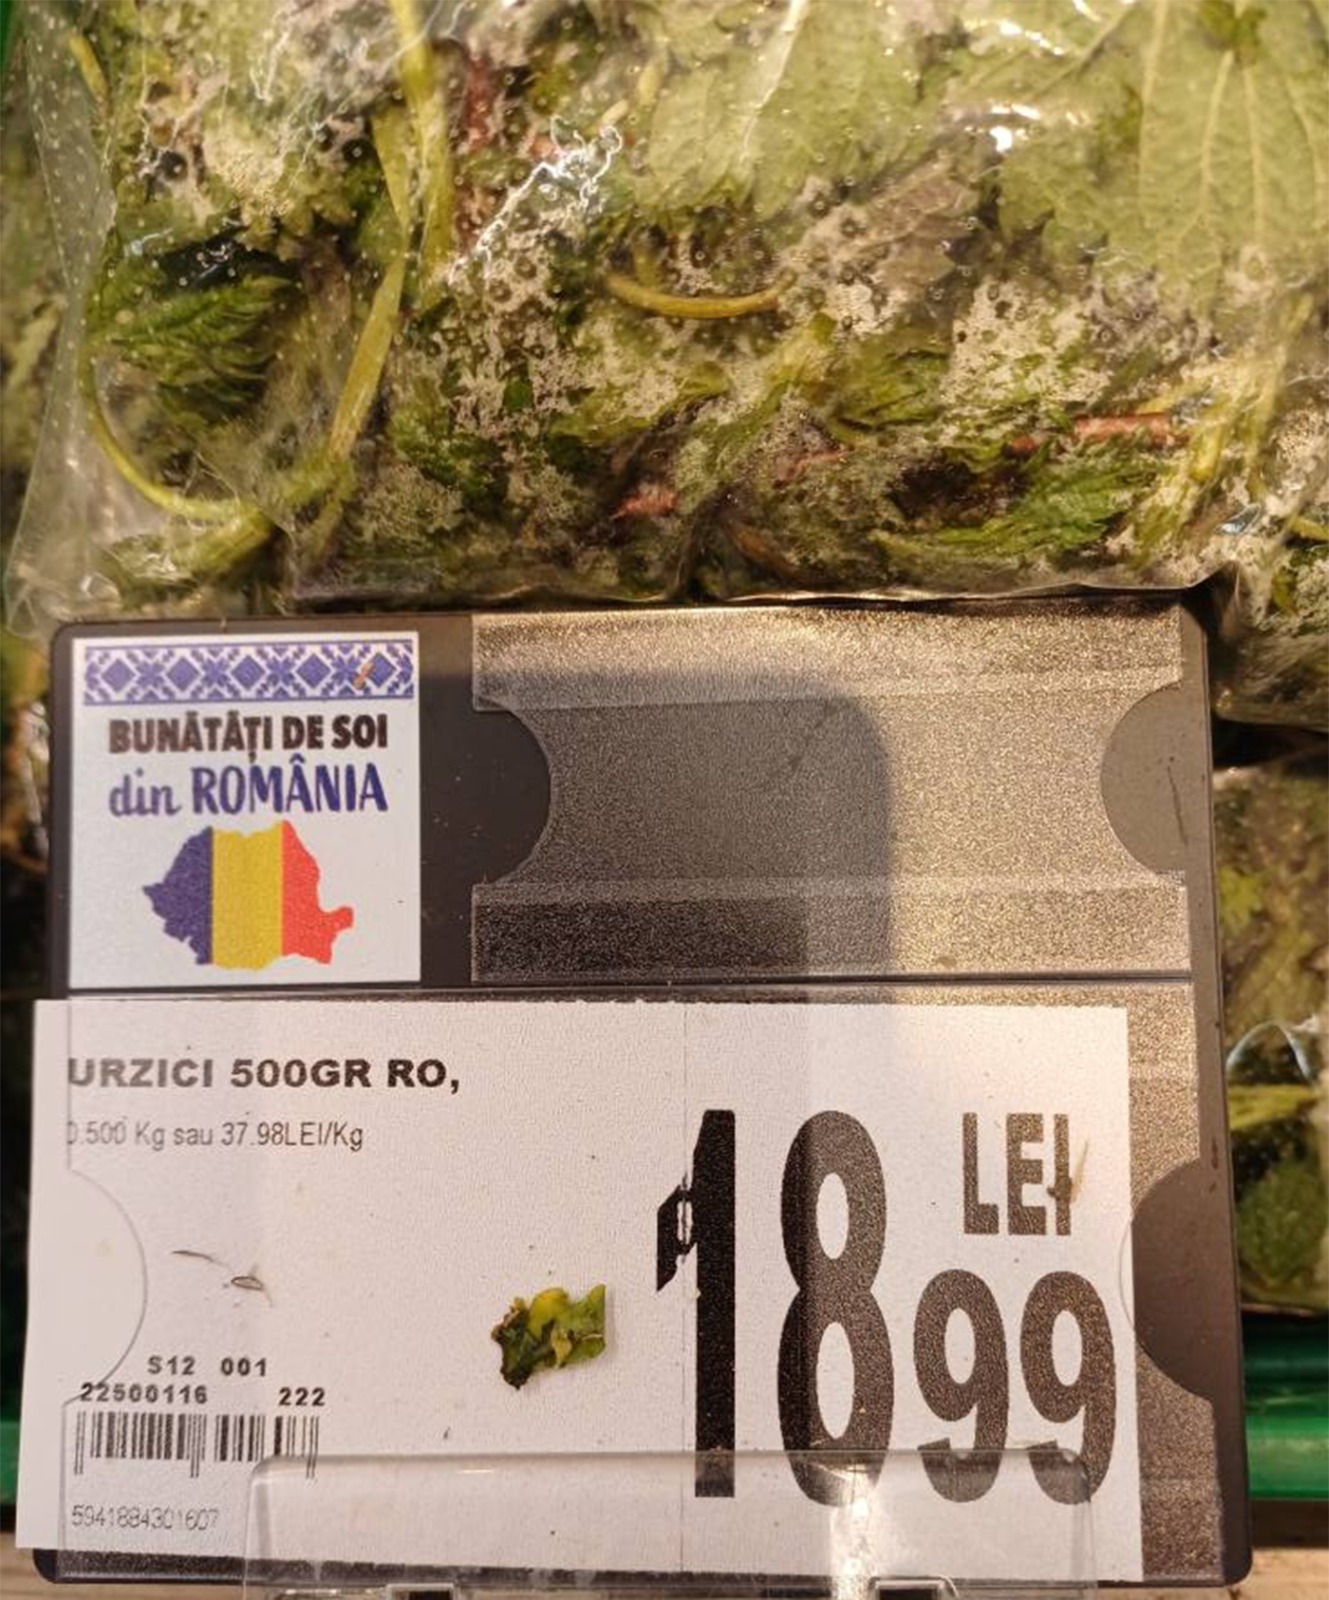 BUNĂTĂȚI DE SOI
din ROMÂNIA
URZICI 500GR RO,
0.500 Kg sau 37.98LEI/Kg
18 LEI
99
S12 001
22500116 222
5941884301607